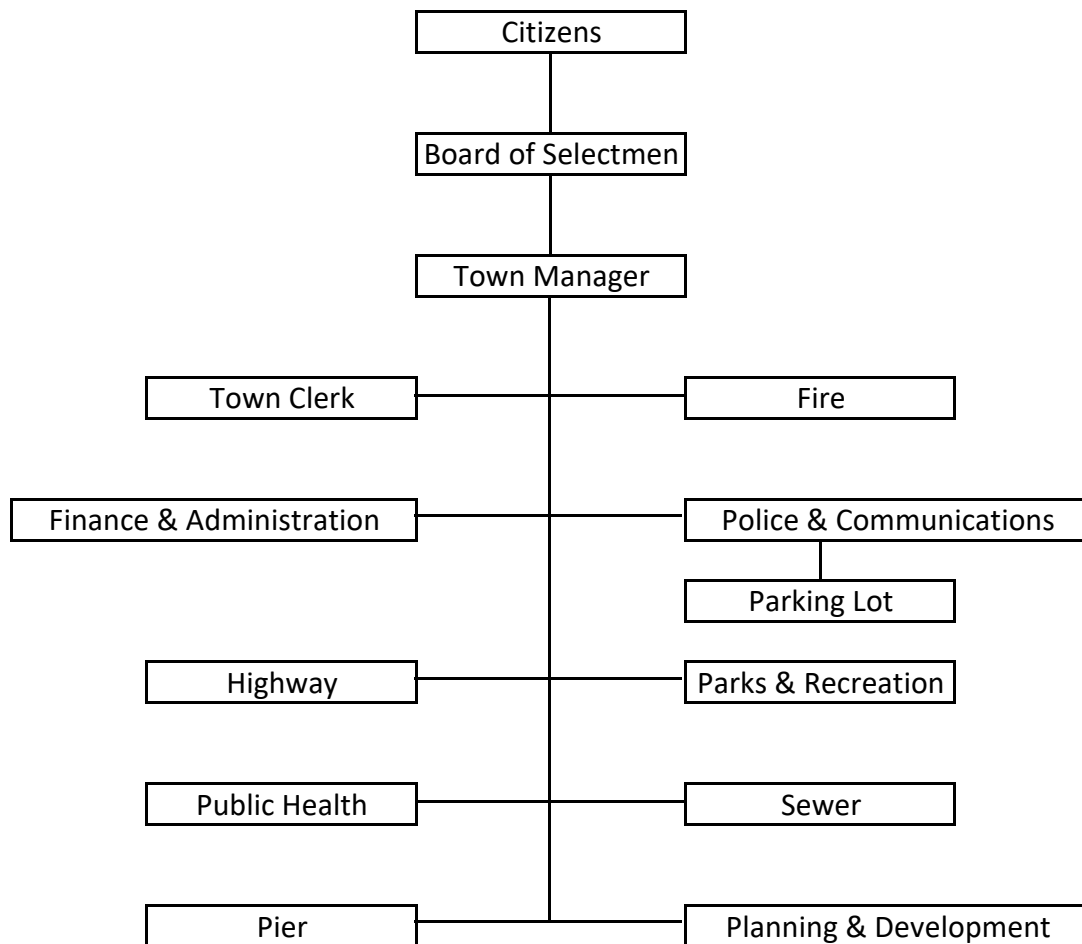 Citizens
Board of Selectmen
Town Manager
Town Clerk
Fire
Finance & Administration
Police & Communications
Parking Lot
Highway
Parks & Recreation
Public Health
Sewer
Pier
Planning & Development